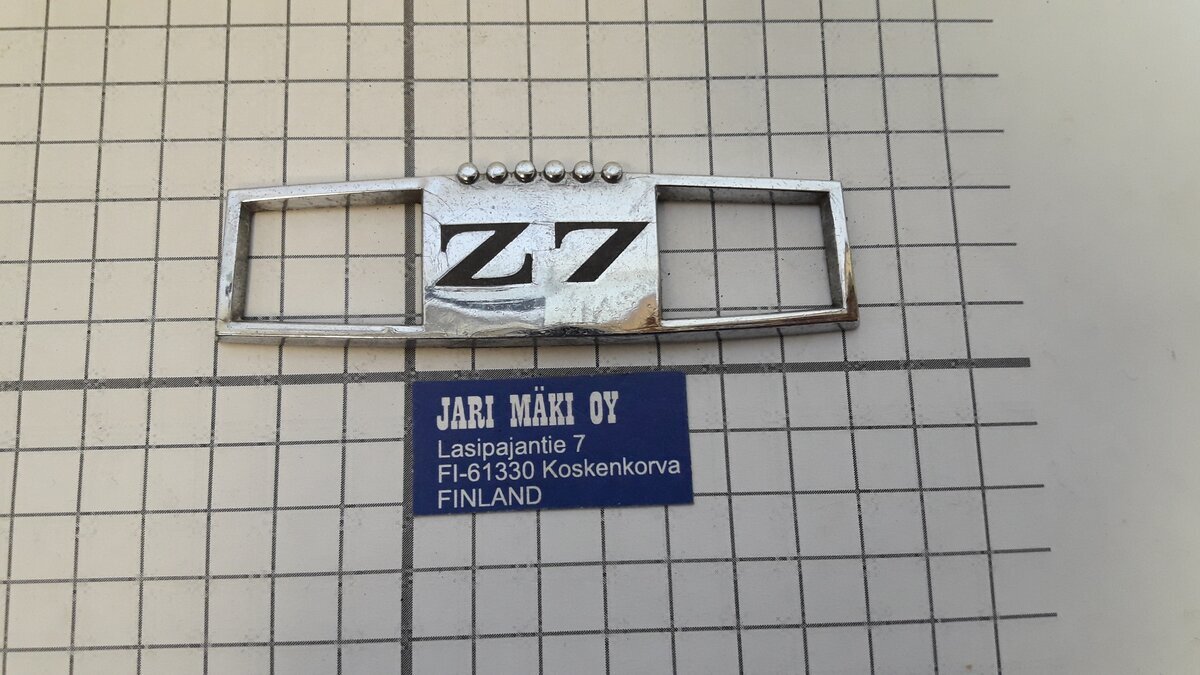 Z7
JARI MÄKI OY
Lasipajantie 7
FI-61330 Koskenkorva
FINLAND